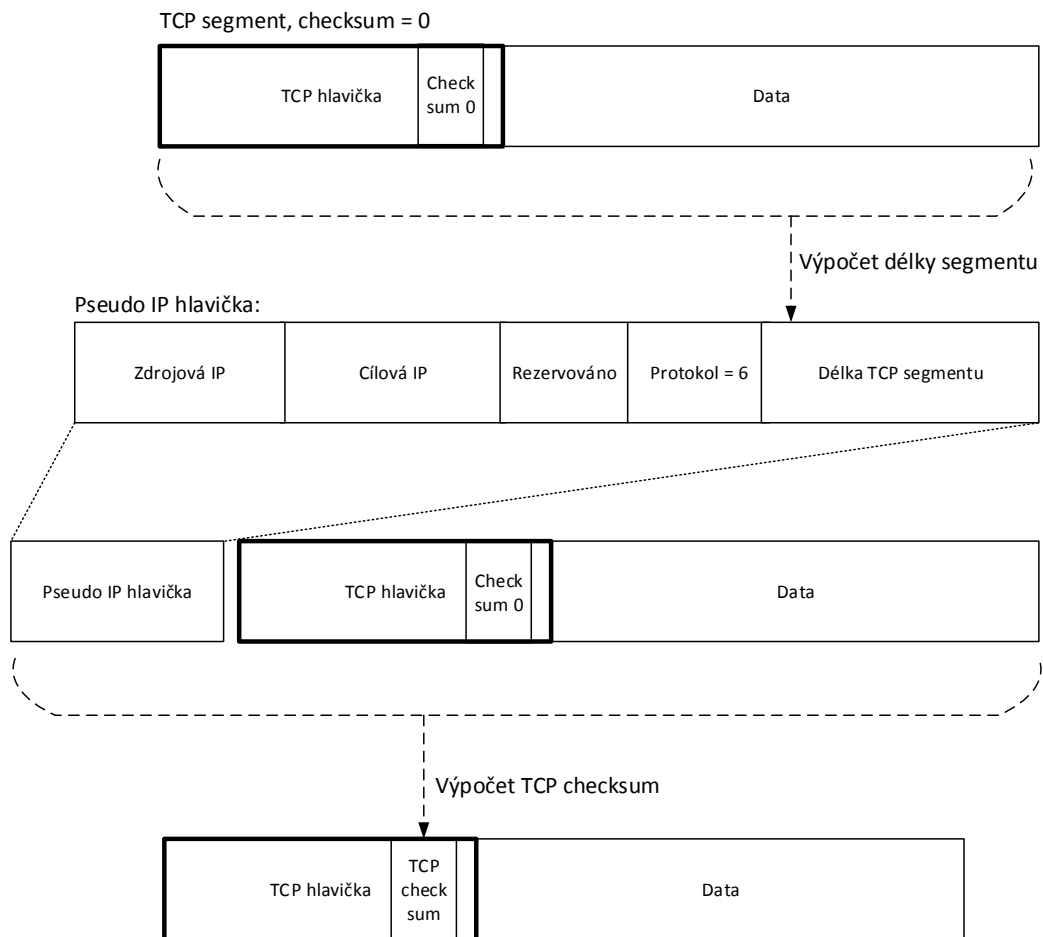 TCP segment, checksum = 0
TCP hlavička
Check
sum 0
Data
Výpočet délky segmentu
Pseudo IP hlavička:
Zdrojová IP
Cílová IP
Rezervováno
Protokol = 6
Délka TCP segmentu
Pseudo IP hlavička
TCP hlavička
Check
sum 0
Data
Výpočet TCP checksum
TCP hlavička
TCP
check
sum
Data